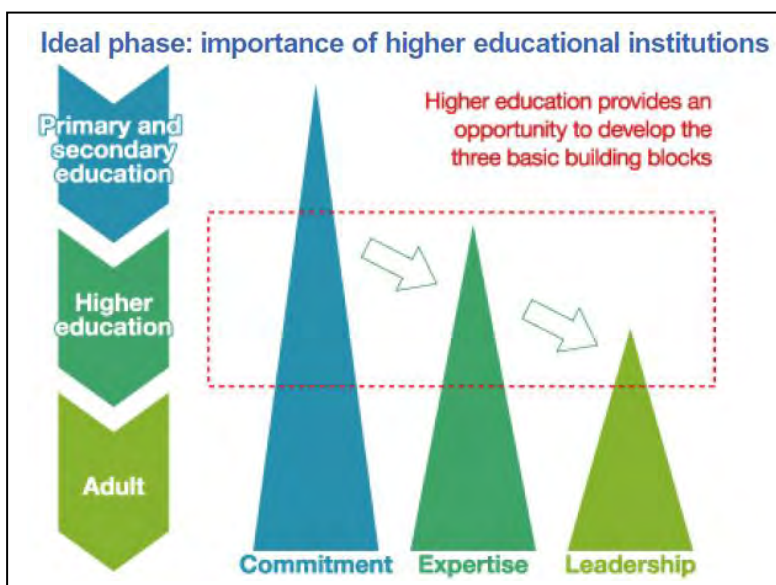 Ideal phase: importance of higher educational institutions
Primary and
secondary
education
Higher education provides an
opportunity to develop the
three basic building blocks
Higher
education
Adult
Commitment
Expertise
Leadership